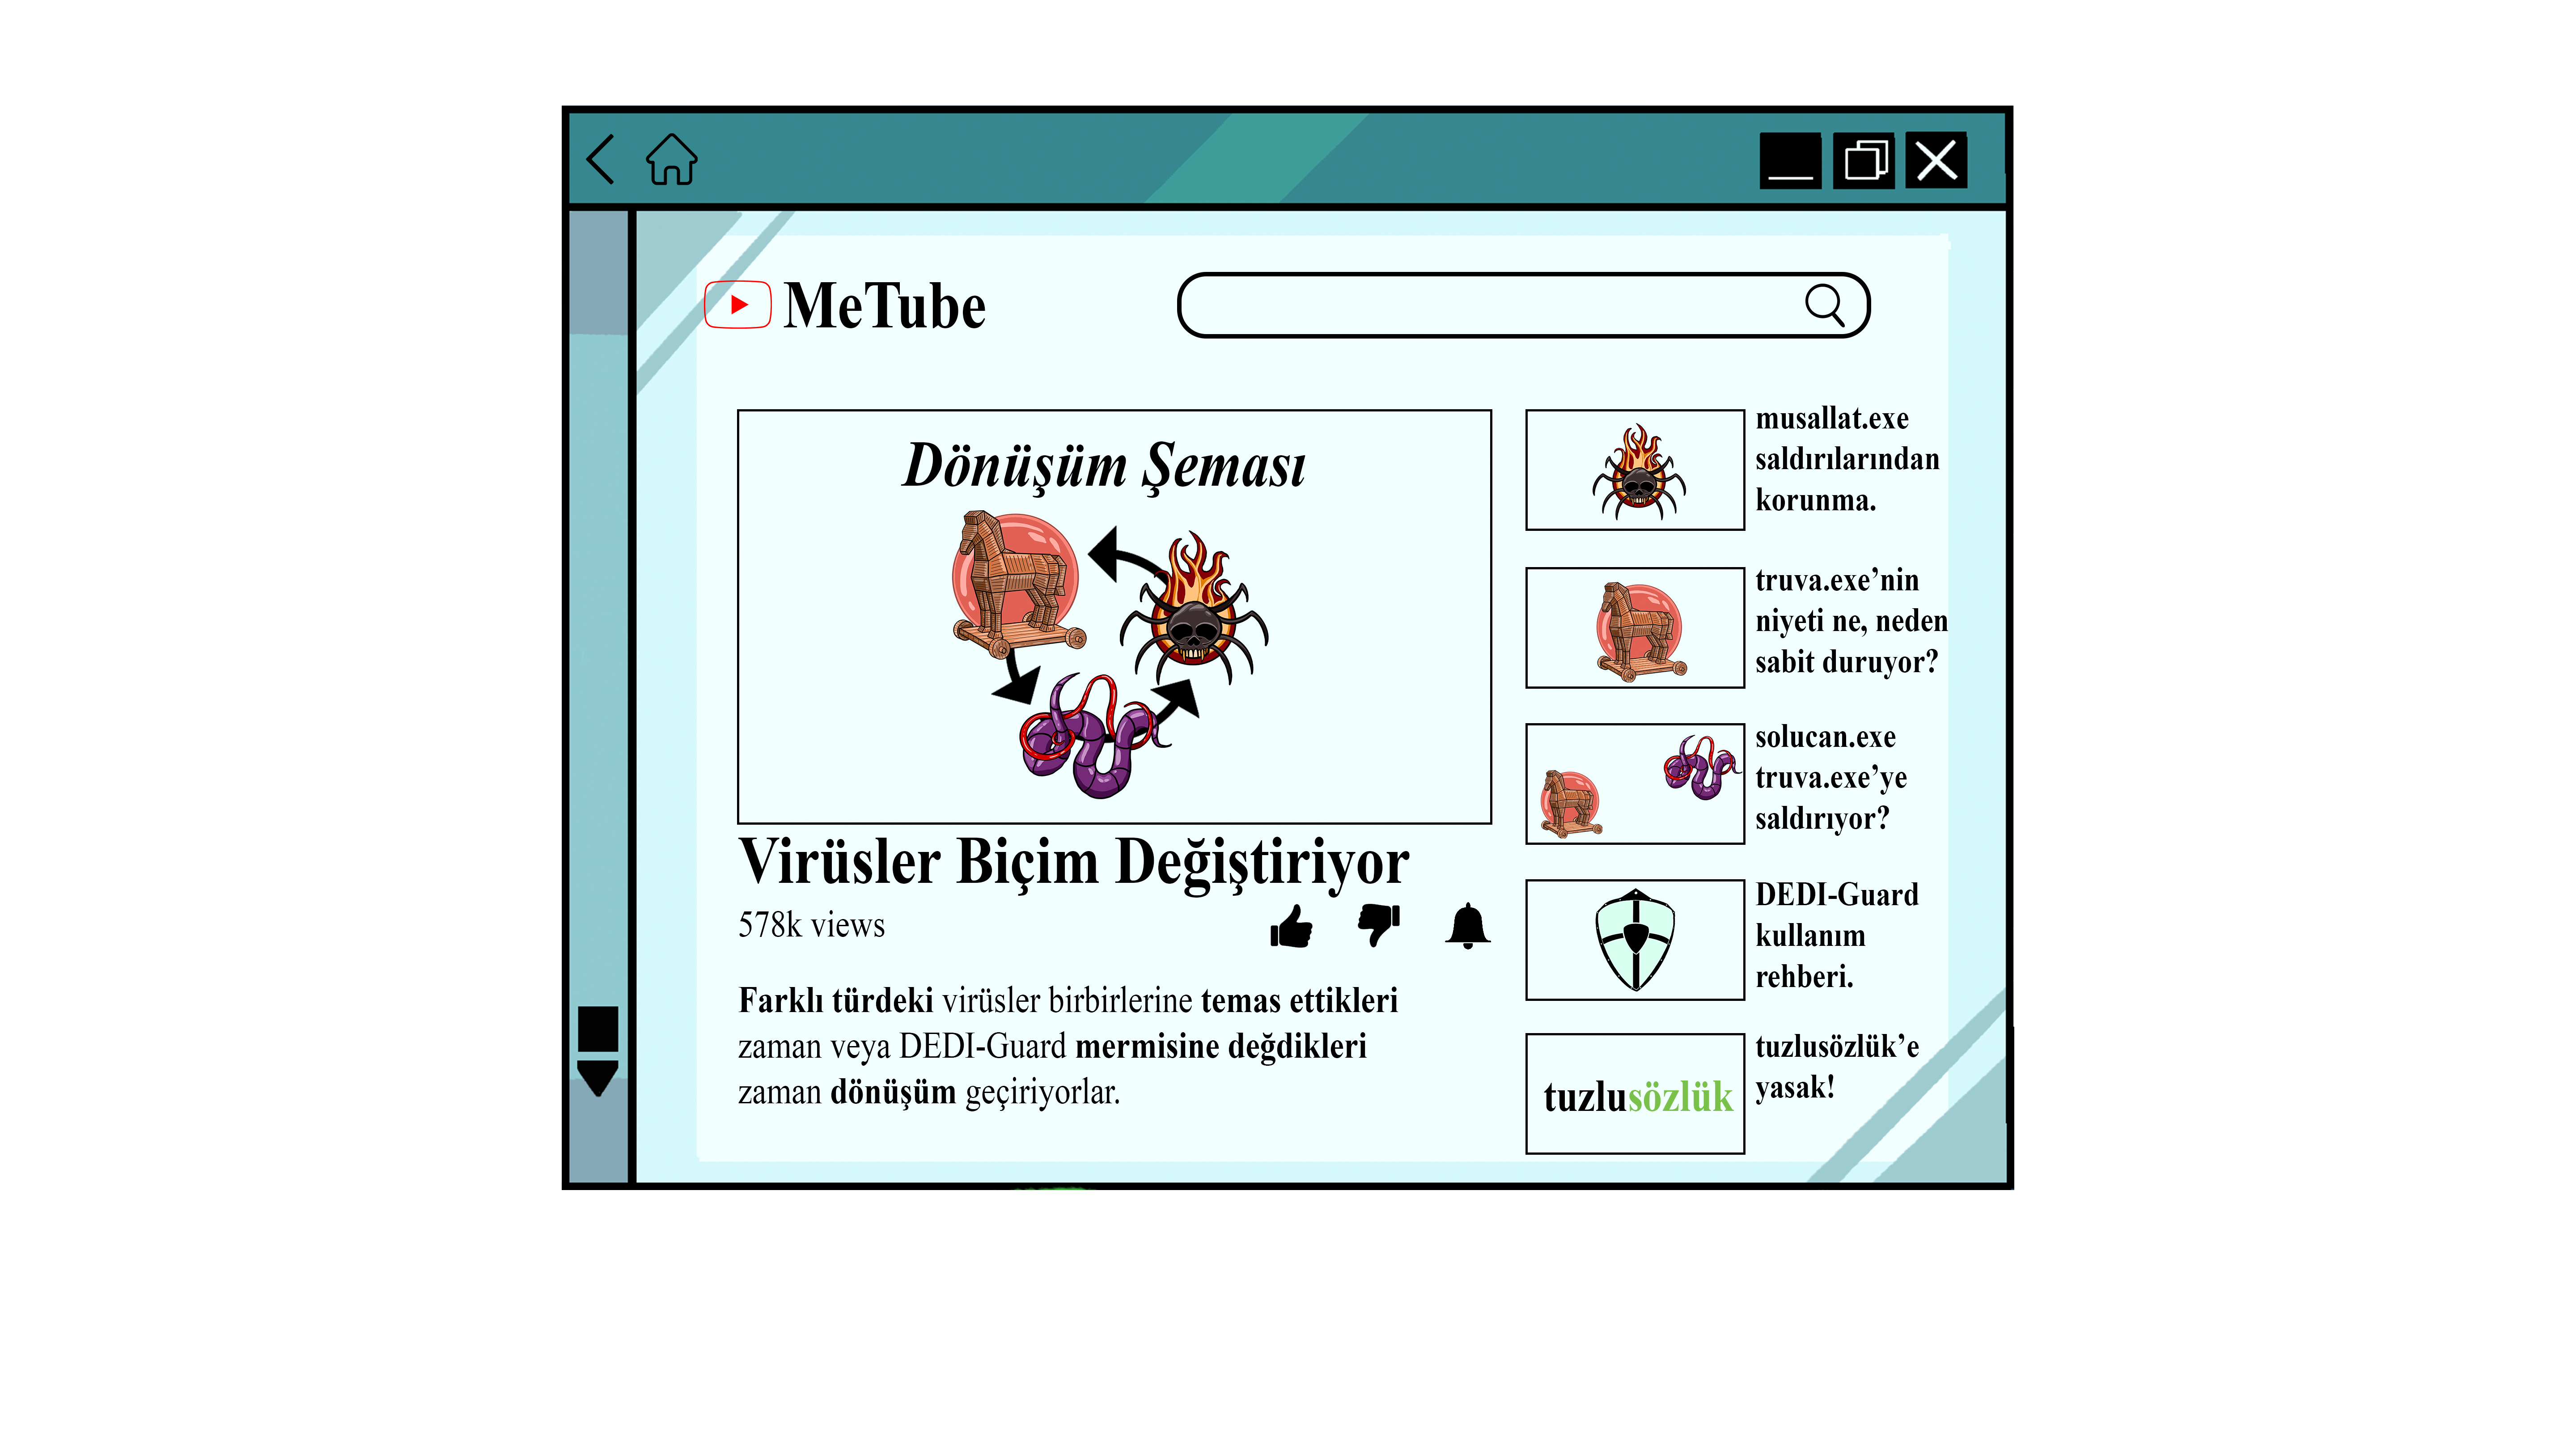 MeTube
Dönüşüm Şeması
Virüsler Biçim Değiştiriyor
578k views
Farklı türdeki virüsler birbirlerine temas ettikleri
zaman veya DEDI-Guard mermisine değdikleri
zaman dönüşüm geçiriyorlar.
musallat.exe
saldırılarından
korunma.
truva.exe’nin
niyeti ne, neden
sabit duruyor?
solucan.exe
truva.exe’ye
saldırıyor?
DEDI-Guard
kullanım
rehberi.
tuzlusözlük
tuzlusözlük’e
yasak!